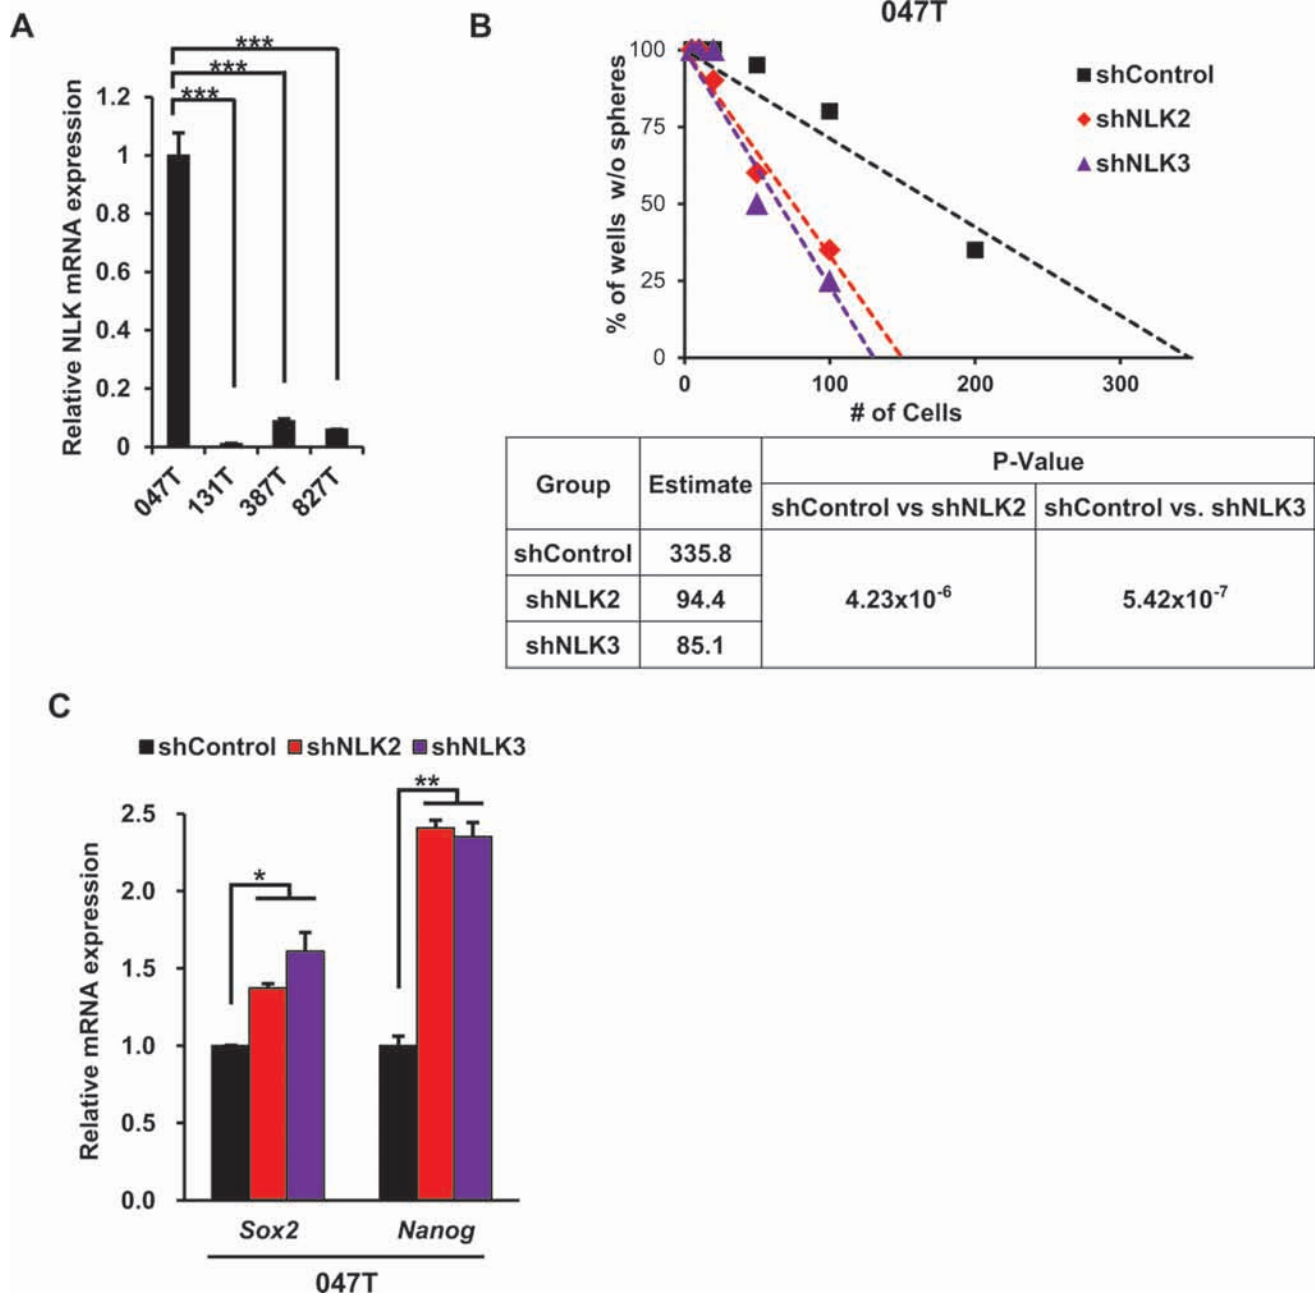 A
Relative NLK mRNA expression
***
***
***
1.2
1
0.8
0.6
0.4
0.2
0
047T
131T
387T
827T
B
047T
% of wells w/o spheres
100
75
50
25
0
0 100 200 300
# of Cells
shControl
shNLK2
shNLK3
Group Estimate P-Value
shControl vs shNLK2 shControl vs. shNLK3
shControl 335.8
shNLK2 94.4 4.23x10-6 5.42x10-7
shNLK3 85.1
C
shControl shNLK2 shNLK3
Relative mRNA expression
**
*
2.5
2.0
1.5
1.0
0.5
0.0
Sox2 Nanog
047T